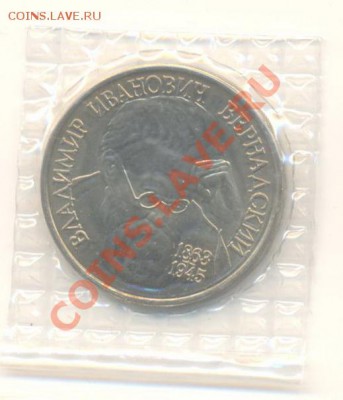 COINS.LAVE.RU
ВЛАДИМИР ИВАНОВИЧ ВЕРНАДСКИЙ
1863
1945
COINS.LAVE.RU